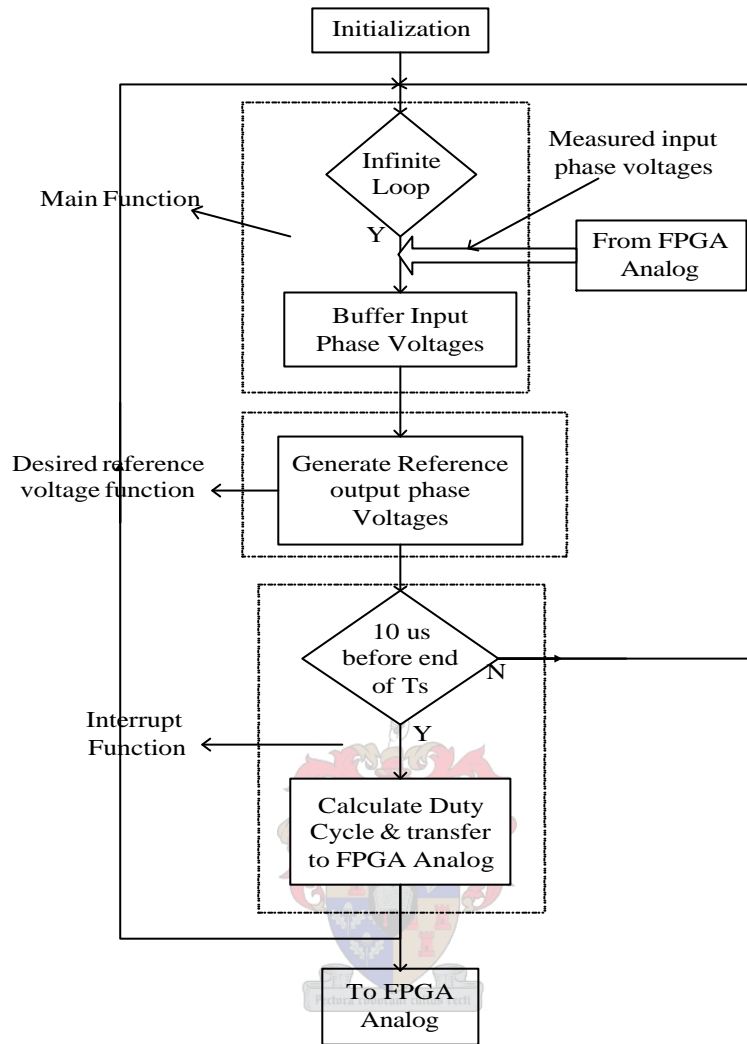 Initialization
Infinite
Loop
Measured input
phase voltages
Main Function
Y
From FPGA
Analog
Buffer Input
Phase Voltages
Desired reference
voltage function
Generate Reference
output phase
Voltages
10 us
before end
of Ts
N
Interrupt
Function
Y
Calculate Duty
Cycle & transfer
to FPGA Analog
To FPGA
Analog